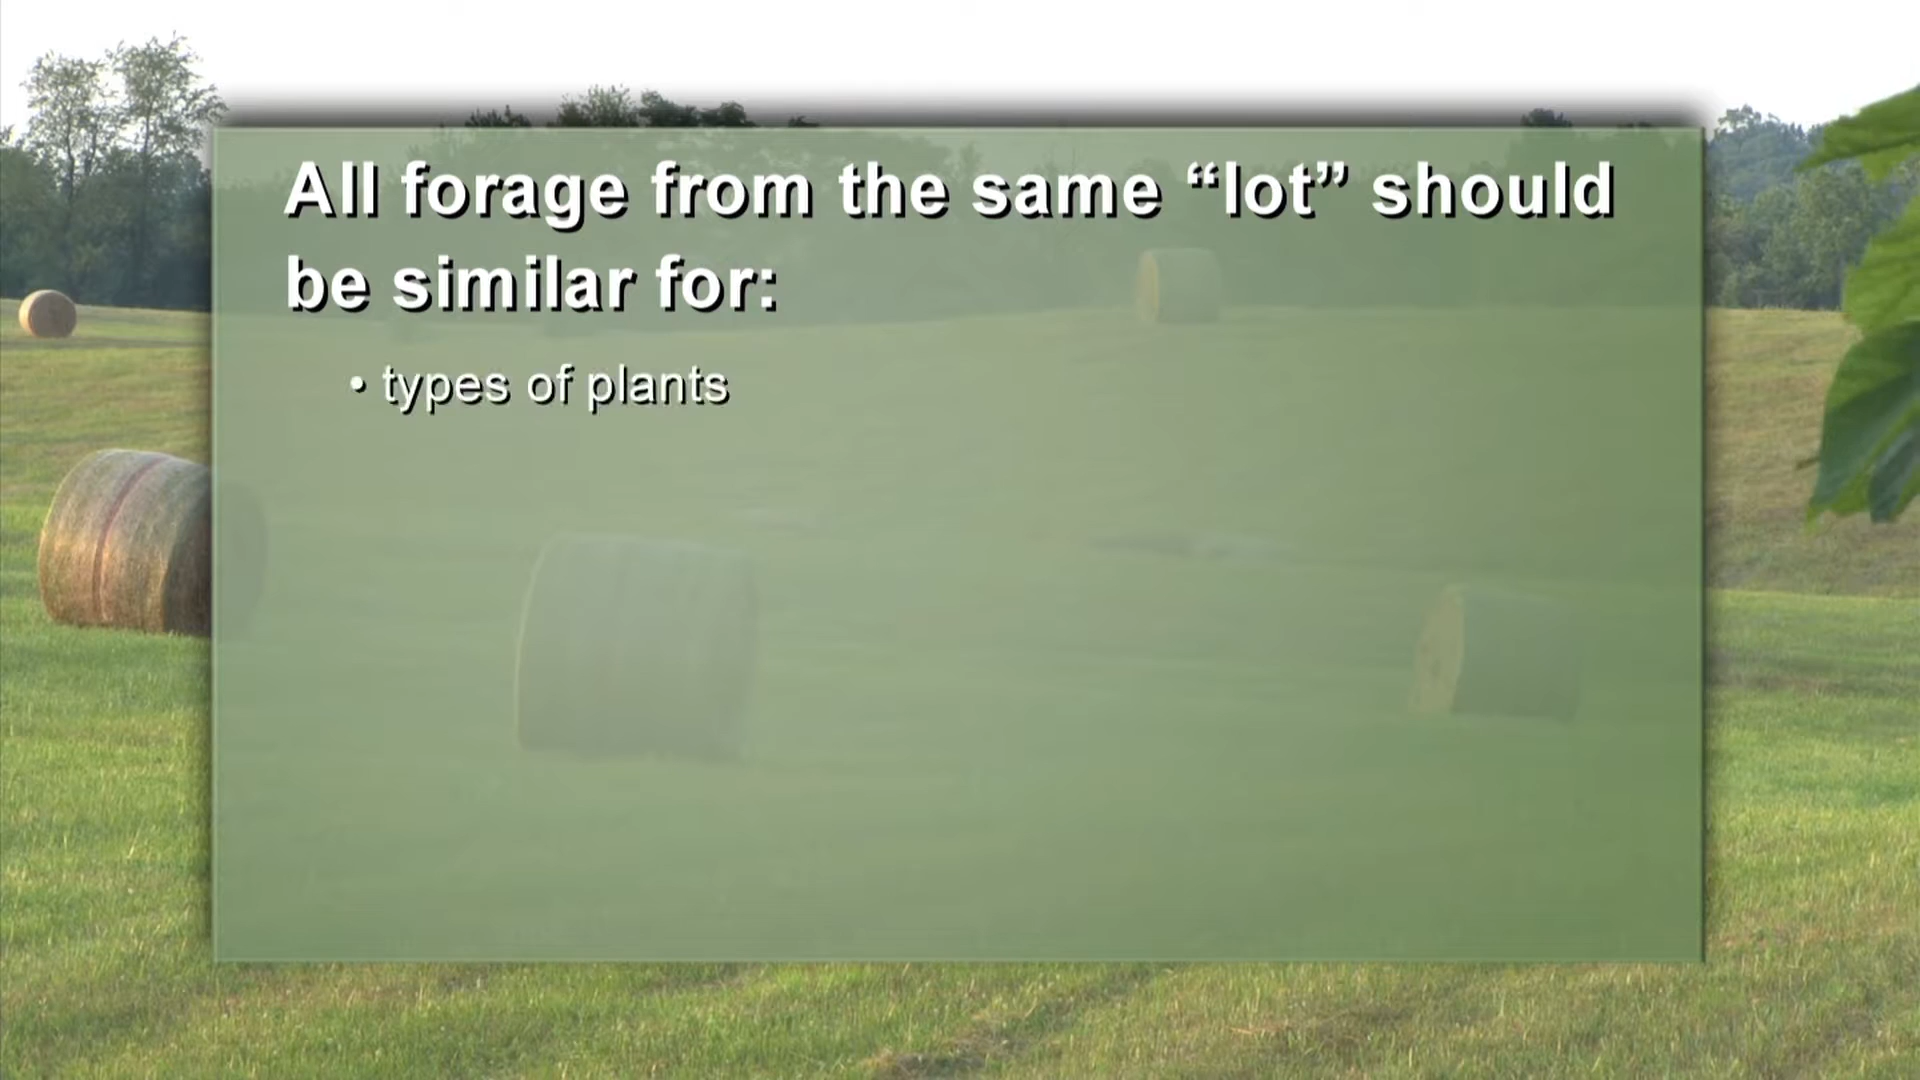 All forage from the same “lot” should
be similar for:
• types of plants